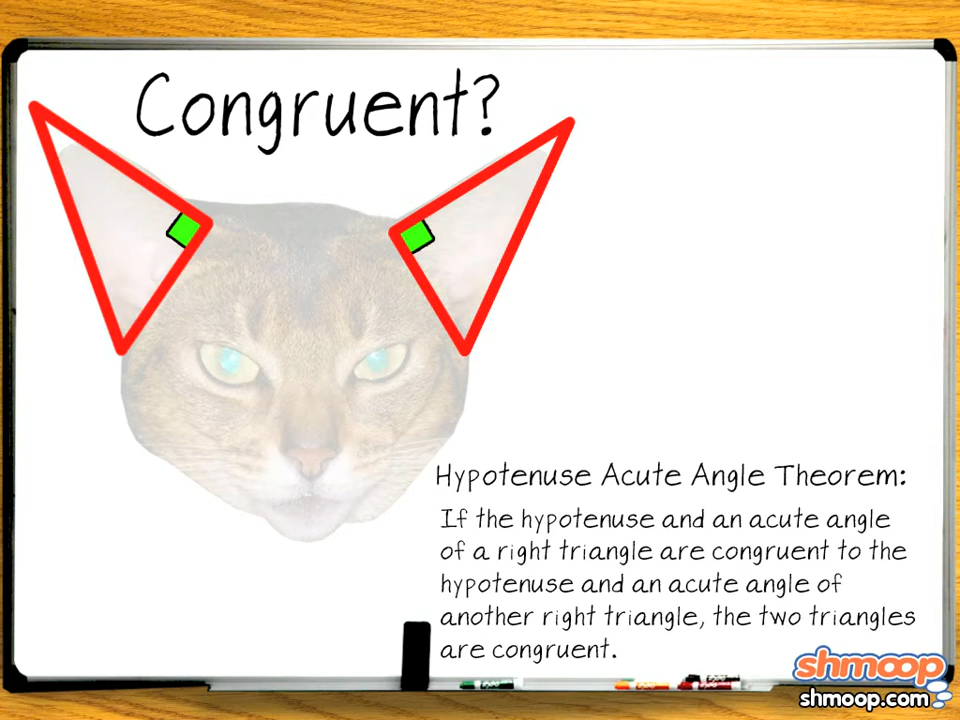 Congruent?
Hypotenuse Acute Angle Theorem:
If the hypotenuse and an acute angle
of a right triangle are congruent to the
hypotenuse and an acute angle of
another right triangle, the two triangles
are congruent.
shmoop
shmoop.com